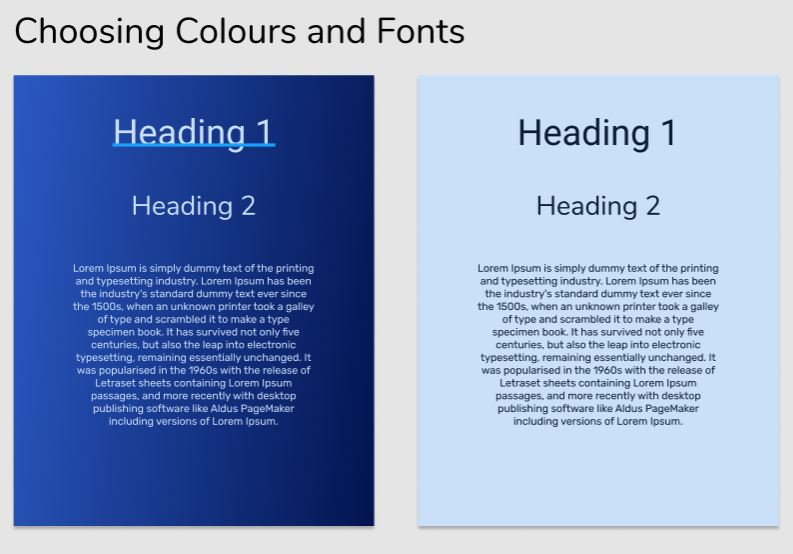 Choosing Colours and Fonts
Heading 1
Heading 2
Lorem Ipsum is simply dummy text of the printing
and typesetting industry. Lorem Ipsum has been
the industry's standard dummy text ever since
the 1500s, when an unknown printer took a galley
of type and scrambled it to make a type
specimen book. It has survived not only five
centuries, but also the leap into electronic
typesetting, remaining essentially unchanged. It
was popularised in the 1960s with the release of
Letraset sheets containing Lorem Ipsum
passages, and more recently with desktop
publishing software like Aldus PageMaker
including versions of Lorem Ipsum.
Heading 1
Heading 2
Lorem Ipsum is simply dummy text of the printing
and typesetting industry. Lorem Ipsum has been
the industry's standard dummy text ever since
the 1500s, when an unknown printer took a galley
of type and scrambled it to make a type
specimen book. It has survived not only five
centuries, but also the leap into electronic
typesetting, remaining essentially unchanged. It
was popularised in the 1960s with the release of
Letraset sheets containing Lorem Ipsum
passages, and more recently with desktop
publishing software like Aldus PageMaker
including versions of Lorem Ipsum.